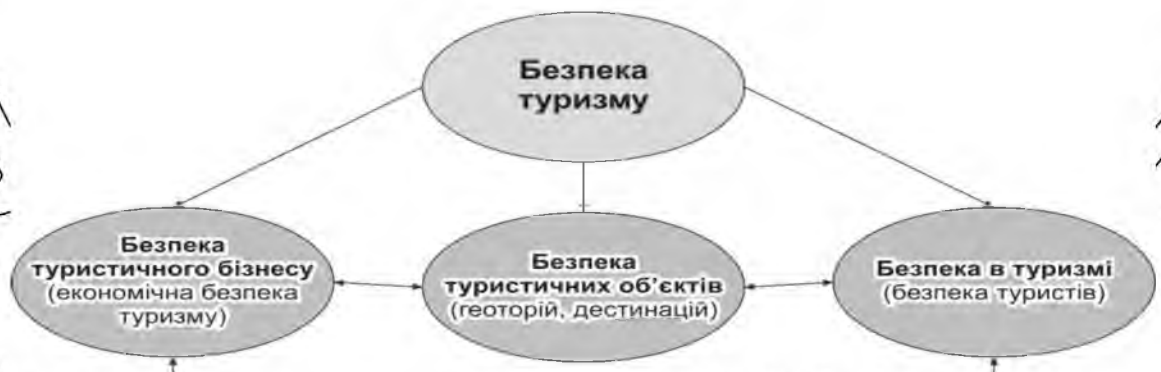 Безпека
туризму
Безпека
туристичного бізнесу
(економічна безпека
туризму)
Безпека
туристичних об'єктів
(геоторій, дестинацій)
Безпека в туризмі
(безпека туристів)